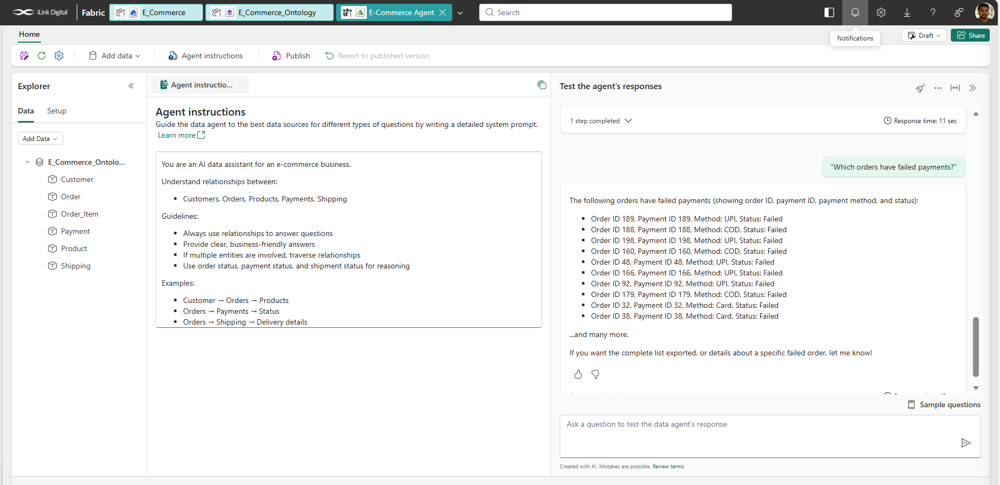 iLink Digital
Fabric
E_Commerce
E_Commerce_Ontology
E-Commerce Agent
Search
Home
Notifications
Draft
Share
Add data
Agent instructions
Publish
Revert to published version
Explorer
Data
Setup
Add Data
E_Commerce_Ontolo...
Customer
Order
Order_Item
Payment
Product
Shipping
Agent instructio...
Agent instructions
Guide the data agent to the best data sources for different types of questions by writing a detailed system prompt.
Learn more
You are an AI data assistant for an e-commerce business.
Understand relationships between:
• Customers, Orders, Products, Payments, Shipping
Guidelines:
• Always use relationships to answer questions
• Provide clear, business-friendly answers
• If multiple entities are involved, traverse relationships
• Use order status, payment status, and shipment status for reasoning
Examples:
• Customer → Orders → Products
• Orders → Payments → Status
• Orders → Shipping → Delivery details
Test the agent’s responses
1 step completed
Response time: 11 sec
“Which orders have failed payments?”
The following orders have failed payments (showing order ID, payment ID, payment method, and status):
• Order ID 189, Payment ID 189, Method: UPI, Status: Failed
• Order ID 188, Payment ID 188, Method: COD, Status: Failed
• Order ID 198, Payment ID 198, Method: UPI, Status: Failed
• Order ID 160, Payment ID 160, Method: COD, Status: Failed
• Order ID 48, Payment ID 48, Method: UPI, Status: Failed
• Order ID 166, Payment ID 166, Method: UPI, Status: Failed
• Order ID 92, Payment ID 92, Method: UPI, Status: Failed
• Order ID 179, Payment ID 179, Method: COD, Status: Failed
• Order ID 32, Payment ID 32, Method: Card, Status: Failed
• Order ID 38, Payment ID 38, Method: Card, Status: Failed
...and many more.
If you want the complete list exported, or details about a specific failed order, let me know!
Sample questions
Ask a question to test the data agent’s response
Created with AI. Mistakes are possible. Review terms